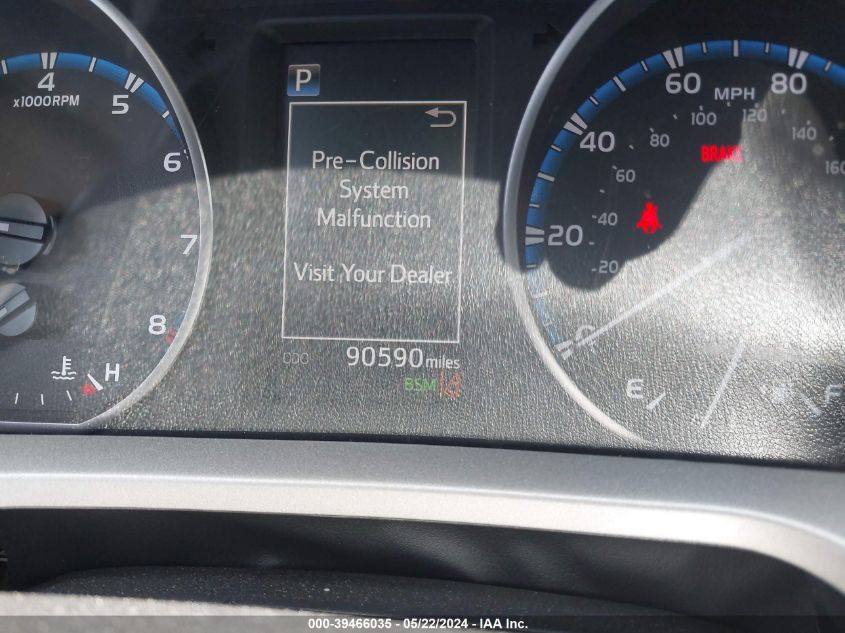 4
x1000RPM
5
6
7
8
H
P
Pre-Collision
System
Malfunction
Visit Your Dealer
ODO 90590 miles
BSM
60 80
MPH
100 120
40 80 BRAKE 140
60 160
20 40
20
0
E F
000-39466035 - 05/22/2024 - IAA Inc.